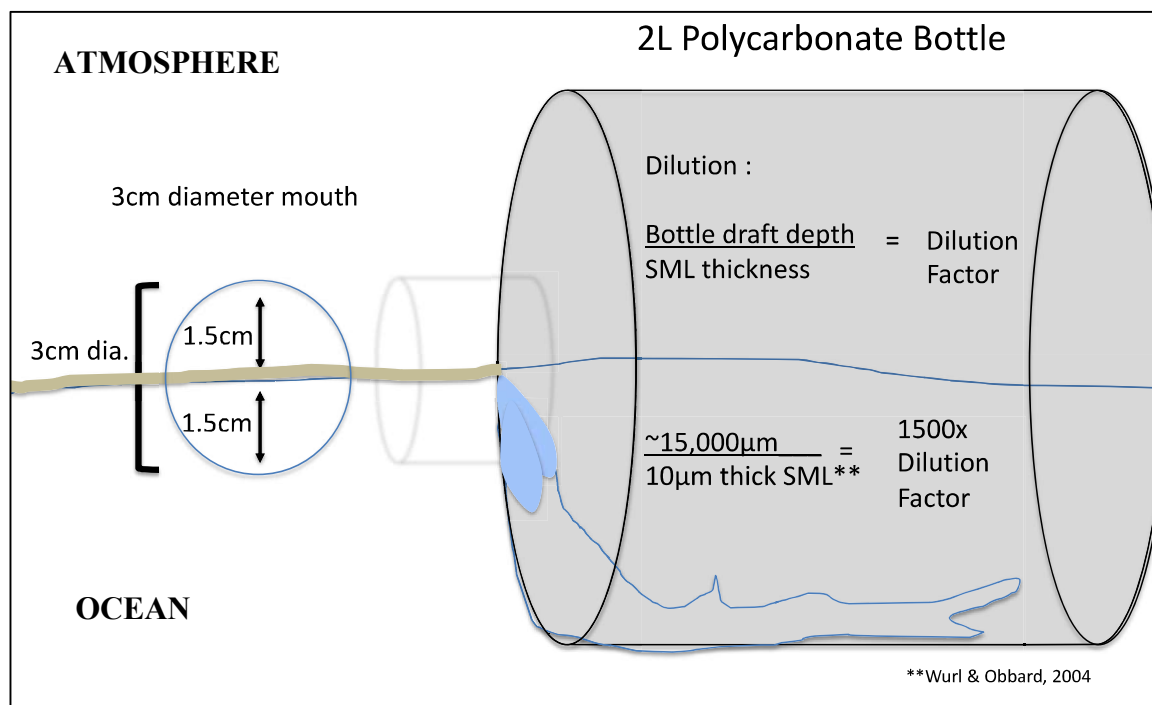 2L Polycarbonate Bottle
ATMOSPHERE
3cm diameter mouth
3cm dia.
1.5cm
1.5cm
OCEAN
Dilution :
Bottle draft depth
SML thickness
=
Dilution
Factor
~15,000µm
10µm thick SML**
=
1500x
Dilution
Factor
**Wurl & Obbard, 2004